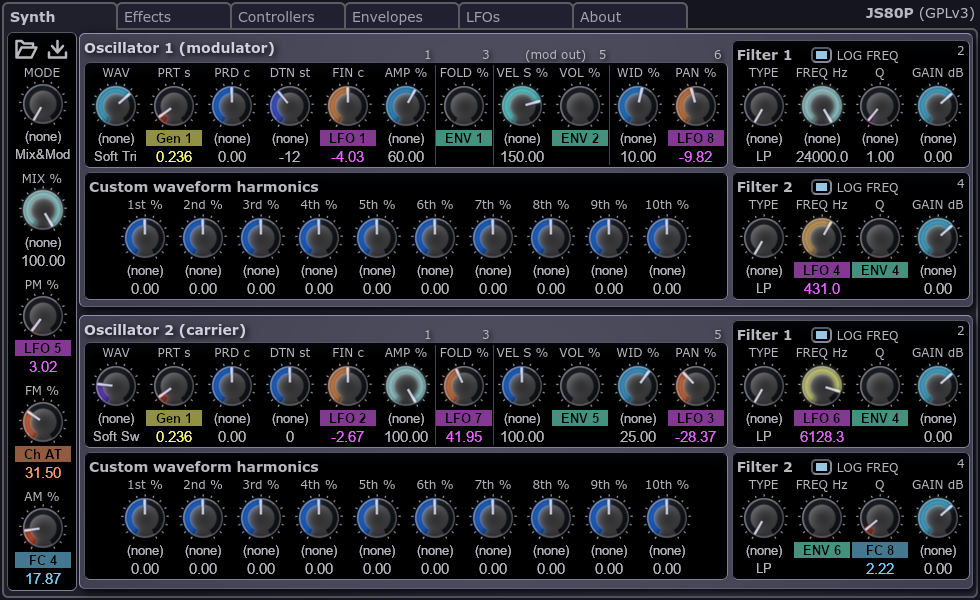 Synth Effects Controllers Envelopes LFOs About JS80P (GPLv3)
MODE
(none)
Mix&Mod
MIX %
(none)
100.00
PM %
LFO 5
3.02
FM %
Ch AT
31.50
AM %
FC 4
17.87
Oscillator 1 (modulator) 1 3 (mod out) 5 6
WAV PRT s PRD c DTN st FIN c AMP % FOLD % VEL S % VOL % WID % PAN %
(none) Gen 1 (none) (none) LFO 1 (none) ENV 1 (none) ENV 2 (none) LFO 8
Soft Tri 0.236 0.00 -12 -4.03 60.00 150.00 10.00 -9.82
Filter 1 LOG FREQ 2
TYPE FREQ Hz Q GAIN dB
(none) (none) (none) (none)
LP 24000.0 1.00 0.00
Custom waveform harmonics
1st % 2nd % 3rd % 4th % 5th % 6th % 7th % 8th % 9th % 10th %
(none) (none) (none) (none) (none) (none) (none) (none) (none) (none)
0.00 0.00 0.00 0.00 0.00 0.00 0.00 0.00 0.00 0.00
Filter 2 LOG FREQ 4
TYPE FREQ Hz Q GAIN dB
(none) LFO 4 ENV 4 (none)
LP 431.0 0.00
Oscillator 2 (carrier) 1 3 5
WAV PRT s PRD c DTN st FIN c AMP % FOLD % VEL S % VOL % WID % PAN %
(none) Gen 1 (none) (none) LFO 2 (none) LFO 7 (none) ENV 5 (none) LFO 3
Soft Sw 0.236 0.00 0 -2.67 100.00 41.95 100.00 25.00 -28.37
Filter 1 LOG FREQ 2
TYPE FREQ Hz Q GAIN dB
(none) LFO 6 ENV 4 (none)
LP 6128.3 0.00
Custom waveform harmonics
1st % 2nd % 3rd % 4th % 5th % 6th % 7th % 8th % 9th % 10th %
(none) (none) (none) (none) (none) (none) (none) (none) (none) (none)
0.00 0.00 0.00 0.00 0.00 0.00 0.00 0.00 0.00 0.00
Filter 2 LOG FREQ 4
TYPE FREQ Hz Q GAIN dB
(none) ENV 6 FC 8 (none)
LP 2.22 0.00